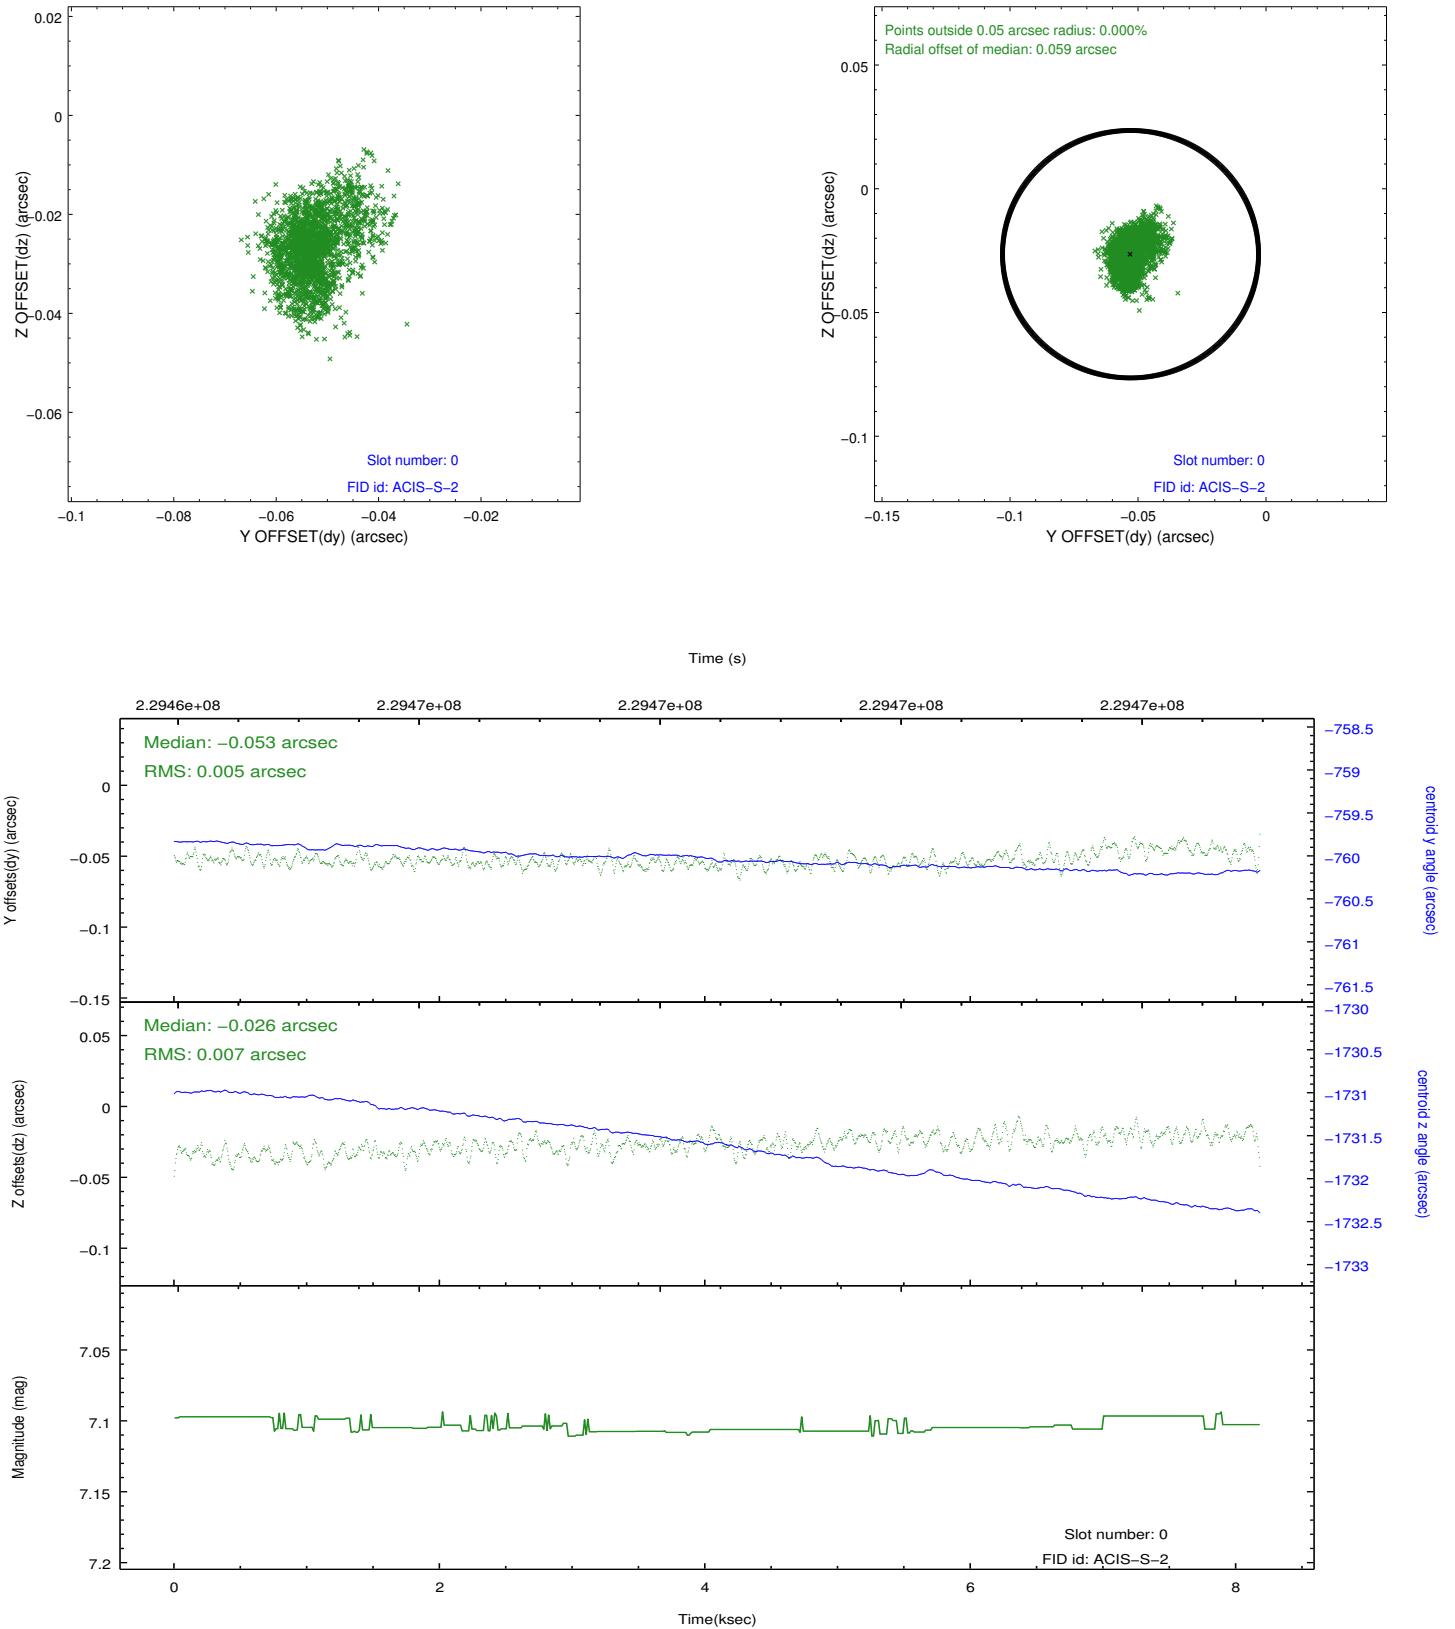 0.02
0
−0.02
−0.04
−0.06
Z OFFSET(dz) (arcsec)
Slot number: 0
FID id: ACIS−S−2
−0.1 −0.08 −0.06 −0.04 −0.02
Y OFFSET(dy) (arcsec)
Points outside 0.05 arcsec radius: 0.000%
Radial offset of median: 0.059 arcsec
0.05
0
−0.05
−0.1
Z OFFSET(dz) (arcsec)
Slot number: 0
FID id: ACIS−S−2
−0.15 −0.1 −0.05 0
Y OFFSET(dy) (arcsec)
Time (s)
2.2946e+08 2.2947e+08 2.2947e+08 2.2947e+08 2.2947e+08
Median: −0.053 arcsec
RMS: 0.005 arcsec
0
−0.05
−0.1
−0.15
Y offsets(dy) (arcsec)
−758.5
−759
−759.5
−760
−760.5
−761
−761.5
centroid y angle (arcsec)
Median: −0.026 arcsec
RMS: 0.007 arcsec
0.05
0
−0.05
−0.1
Z offsets(dz) (arcsec)
−1730
−1730.5
−1731
−1731.5
−1732
−1732.5
−1733
centroid z angle (arcsec)
7.05
7.1
7.15
7.2
Magnitude (mag)
Slot number: 0
FID id: ACIS−S−2
0 2 4 6 8
Time(ksec)